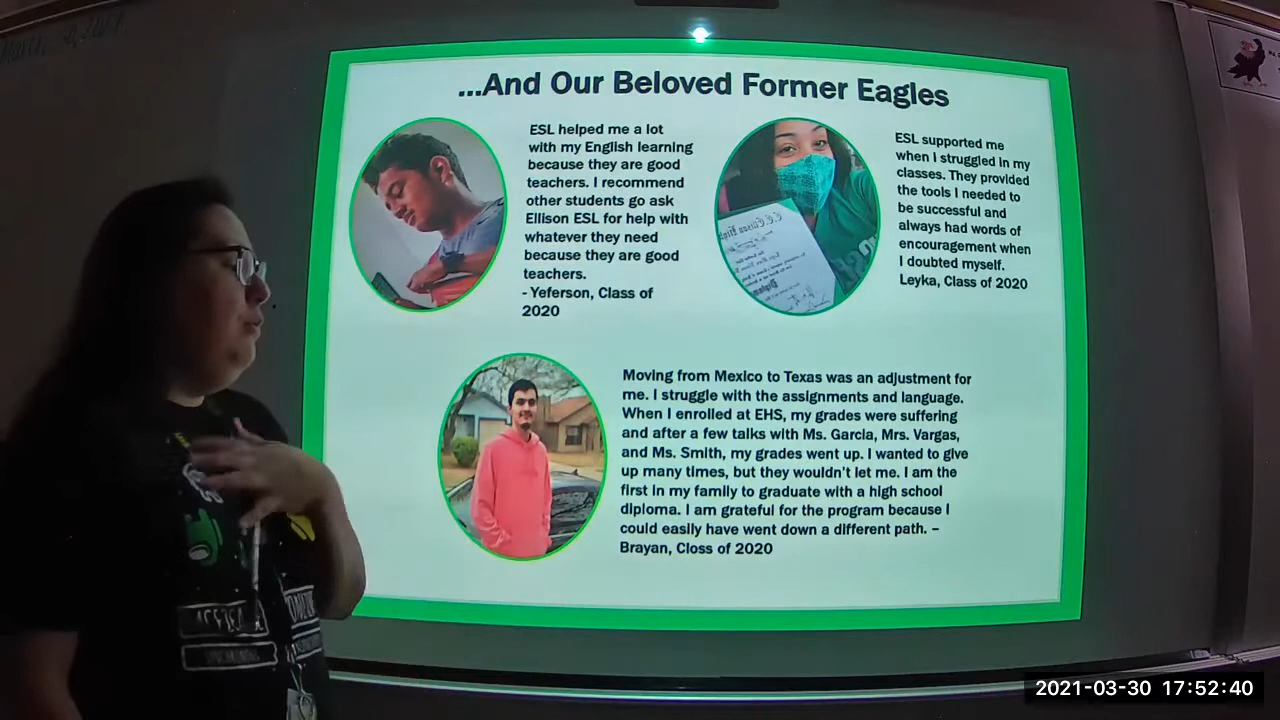 ...And Our Beloved Former Eagles
ESL helped me a lot
with my English learning
because they are good
teachers. I recommend
other students go ask
Ellison ESL for help with
whatever they need
because they are good
teachers.
- Yeferson, Class of
2020
ESL supported me
when I struggled in my
classes. They provided
the tools I needed to
be successful and
always had words of
encouragement when
I doubted myself.
Leyka, Class of 2020
Moving from Mexico to Texas was an adjustment for
me. I struggle with the assignments and language.
When I enrolled at EHS, my grades were suffering
and after a few talks with Ms. Garcia, Mrs. Vargas,
and Ms. Smith, my grades went up. I wanted to give
up many times, but they wouldn't let me. I am the
first in my family to graduate with a high school
diploma. I am grateful for the program because I
could easily have went down a different path. –
Brayan, Class of 2020
2021-03-30 17:52:40